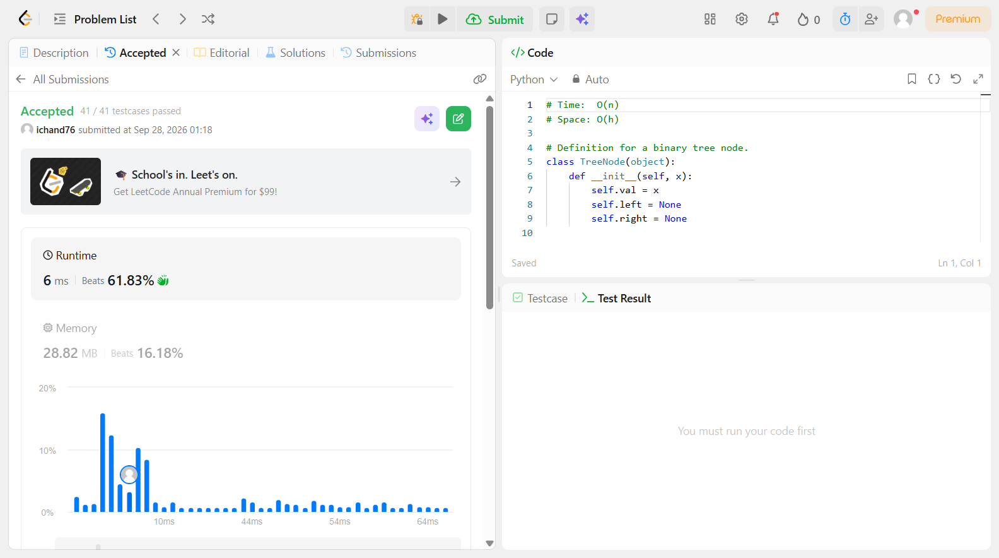 Problem List
Submit
0
Premium
Description
Accepted
Editorial
Solutions
Submissions
All Submissions
Accepted 41 / 41 testcases passed
ichand76 submitted at Sep 28, 2026 01:18
School's in. Leet's on.
Get LeetCode Annual Premium for $99!
Runtime
6 ms Beats 61.83%
Memory
28.82 MB Beats 16.18%
20%
10%
0%
10ms 44ms 54ms 64ms
Code
Python Auto
1 # Time:  O(n)
2 # Space: O(h)
3
4 # Definition for a binary tree node.
5 class TreeNode(object):
6     def __init__(self, x):
7         self.val = x
8         self.left = None
9         self.right = None
10
Saved Ln 1, Col 1
Testcase
Test Result
You must run your code first